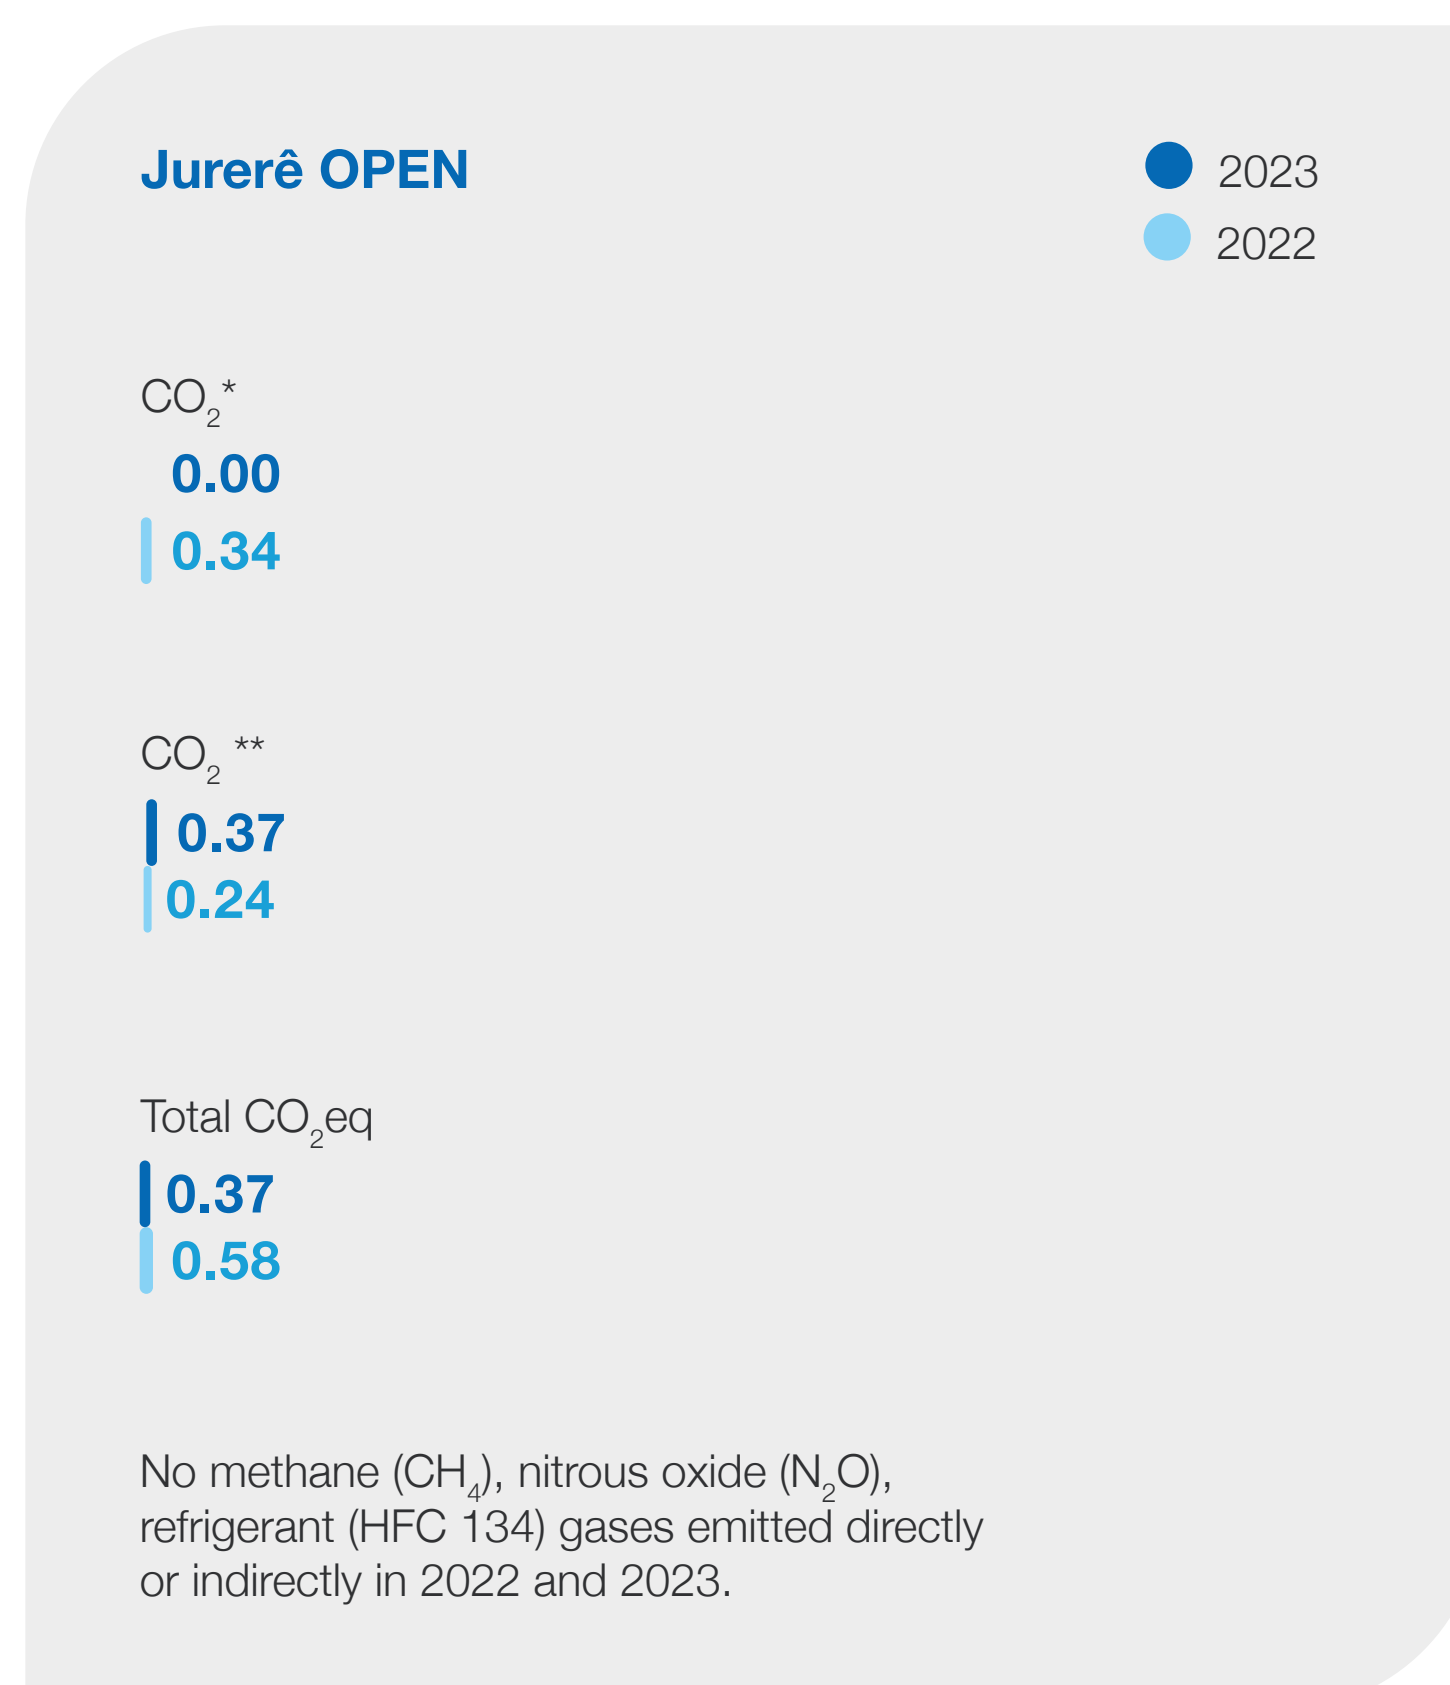 Jurerê OPEN
2023
2022
CO₂*
0.00
0.34
CO₂ **
0.37
0.24
Total CO₂eq
0.37
0.58
No methane (CH₄), nitrous oxide (N₂O),
refrigerant (HFC 134) gases emitted directly
or indirectly in 2022 and 2023.